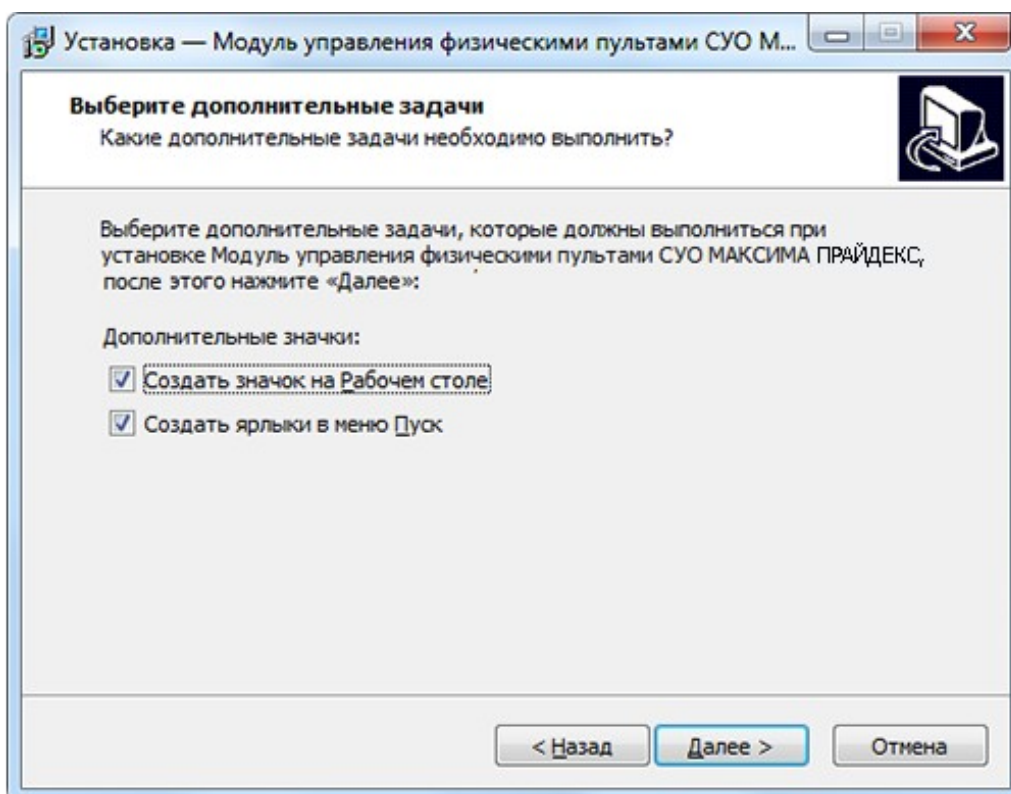 Установка — Модуль управления физическими пультами СУО М...
Выберите дополнительные задачи
Какие дополнительные задачи необходимо выполнить?
Выберите дополнительные задачи, которые должны выполниться при
установке Модуль управления физическими пультами СУО МАКСИМА ПРАЙДЕКС,
после этого нажмите «Далее»:
Дополнительные значки:
Создать значок на Рабочем столе
Создать ярлыки в меню Пуск
< Назад Далее > Отмена